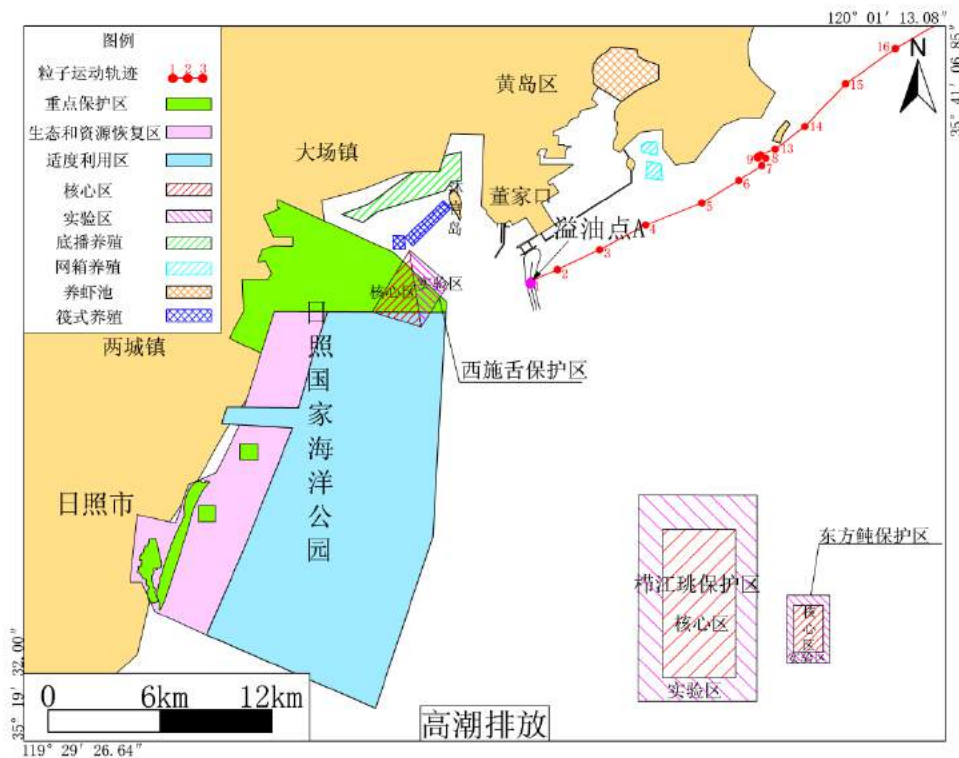 120° 01′ 13.08″
35° 41′ 06.85″
N
图例
粒子运动轨迹
1 2 3
重点保护区
生态和资源恢复区
适度利用区
核心区
实验区
底播养殖
网箱养殖
养虾池
筏式养殖
黄岛区
大场镇
董家口
溢油点A
2
3
4
5
6
7
8
9
13
14
15
16
核心区
实验区
西施舌保护区
两城镇
日照国家海洋公园
日照市
东方鲀保护区
栉江珧保护区
核心区
实验区
核心区
实验区
0 6km 12km
高潮排放
35° 19′ 32.00″
119° 29′ 26.64″